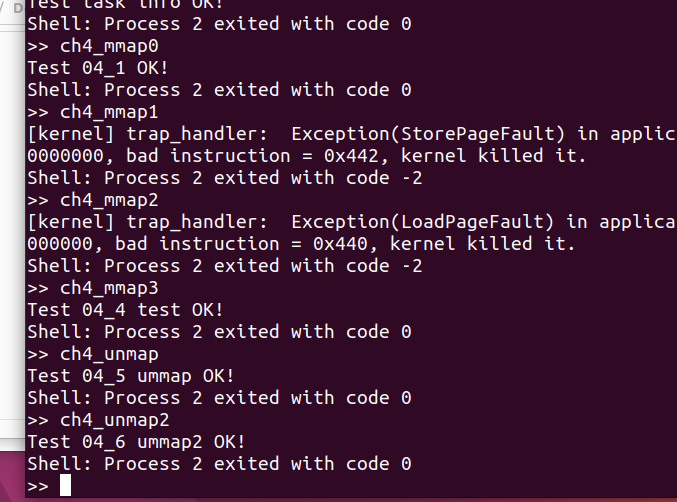 Test task info OK!
Shell: Process 2 exited with code 0
>> ch4_mmap0
Test 04_1 OK!
Shell: Process 2 exited with code 0
>> ch4_mmap1
[kernel] trap_handler:  Exception(StorePageFault) in applic
0000000, bad instruction = 0x442, kernel killed it.
Shell: Process 2 exited with code -2
>> ch4_mmap2
[kernel] trap_handler:  Exception(LoadPageFault) in applica
000000, bad instruction = 0x440, kernel killed it.
Shell: Process 2 exited with code -2
>> ch4_mmap3
Test 04_4 test OK!
Shell: Process 2 exited with code 0
>> ch4_unmap
Test 04_5 ummap OK!
Shell: Process 2 exited with code 0
>> ch4_unmap2
Test 04_6 ummap2 OK!
Shell: Process 2 exited with code 0
>>